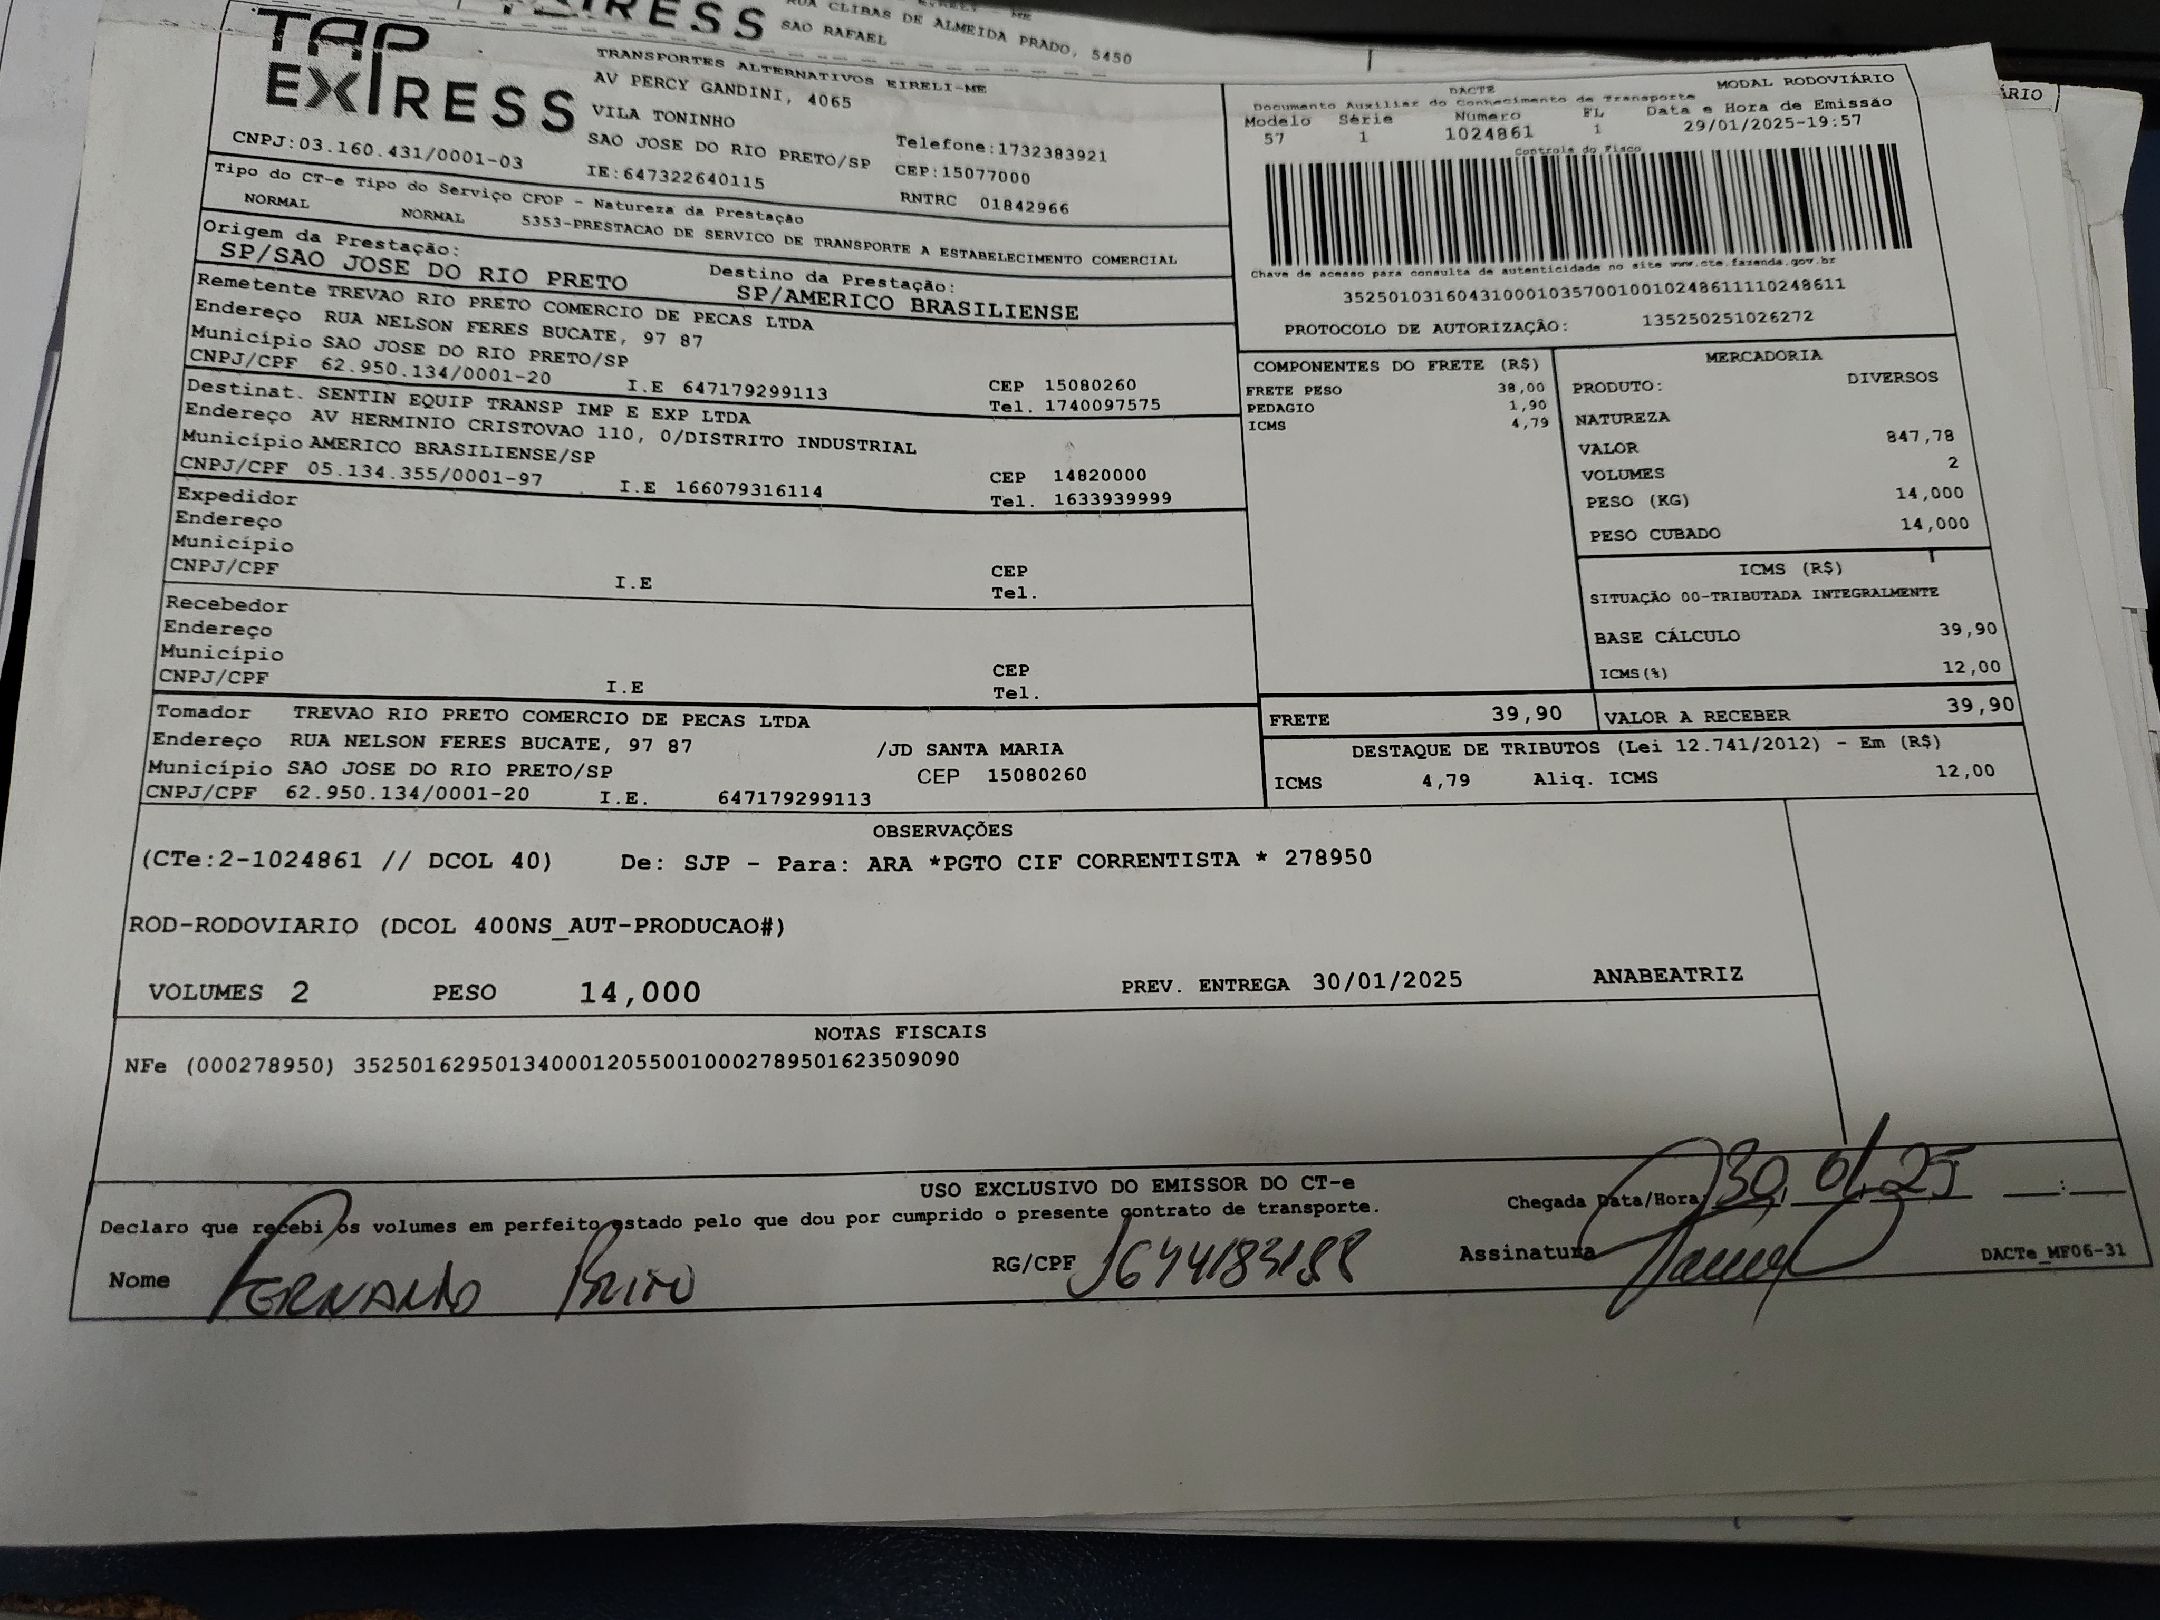 RUA CLIBAS DE ALMEIDA PRADO, 5450
SAO RAFAEL
TAP
EXPRESS
TRANSPORTES ALTERNATIVOS EIRELI-ME
AV PERCY GANDINI, 4065
VILA TONINHO
SAO JOSE DO RIO PRETO/SP
Telefone:1732383921
CNPJ:03.160.431/0001-03
IE:647322640115
CEP:15077000
RNTRC 01842966
DACTE
MODAL RODOVIÁRIO
Documento Auxiliar do Conhecimento de Transporte
Modelo Série Número FL Data e Hora de Emissão
57 1 1024861 1 29/01/2025-19:57
Controle do Fisco
Chave de acesso para consulta de autenticidade no site www.cte.fazenda.gov.br
35250103160431000103570010010248611110248611
PROTOCOLO DE AUTORIZAÇÃO: 135250251026272
Tipo do CT-e Tipo do Serviço CFOP - Natureza da Prestação
NORMAL NORMAL 5353-PRESTACAO DE SERVICO DE TRANSPORTE A ESTABELECIMENTO COMERCIAL
Origem da Prestação: Destino da Prestação:
SP/SAO JOSE DO RIO PRETO SP/AMERICO BRASILIENSE
Remetente TREVAO RIO PRETO COMERCIO DE PECAS LTDA
Endereço RUA NELSON FERES BUCATE, 97 87
Município SAO JOSE DO RIO PRETO/SP CEP 15080260
CNPJ/CPF 62.950.134/0001-20 I.E 647179299113 Tel. 1740097575
Destinat. SENTIN EQUIP TRANSP IMP E EXP LTDA
Endereço AV HERMINIO CRISTOVAO 110, 0/DISTRITO INDUSTRIAL
Município AMERICO BRASILIENSE/SP CEP 14820000
CNPJ/CPF 05.134.355/0001-97 I.E 166079316114 Tel. 1633939999
Expedidor
Endereço
Município CEP
CNPJ/CPF I.E Tel.
Recebedor
Endereço
Município CEP
CNPJ/CPF I.E Tel.
Tomador TREVAO RIO PRETO COMERCIO DE PECAS LTDA
Endereço RUA NELSON FERES BUCATE, 97 87 /JD SANTA MARIA
Município SAO JOSE DO RIO PRETO/SP CEP 15080260
CNPJ/CPF 62.950.134/0001-20 I.E. 647179299113
COMPONENTES DO FRETE (R$)
FRETE PESO 38,00
PEDAGIO 1,90
ICMS 4,79
MERCADORIA
PRODUTO: DIVERSOS
NATUREZA
VALOR 847,78
VOLUMES 2
PESO (KG) 14,000
PESO CUBADO 14,000
ICMS (R$)
SITUAÇÃO 00-TRIBUTADA INTEGRALMENTE
BASE CÁLCULO 39,90
ICMS(%) 12,00
FRETE 39,90 VALOR A RECEBER 39,90
DESTAQUE DE TRIBUTOS (Lei 12.741/2012) - Em (R$)
ICMS 4,79 Aliq. ICMS 12,00
OBSERVAÇÕES
(CTe:2-1024861 // DCOL 40) De: SJP - Para: ARA *PGTO CIF CORRENTISTA * 278950
ROD-RODOVIARIO (DCOL 400NS_AUT-PRODUCAO#)
VOLUMES 2 PESO 14,000 PREV. ENTREGA 30/01/2025 ANABEATRIZ
NOTAS FISCAIS
NFe (000278950) 35250162950134000120550010002789501623509090
USO EXCLUSIVO DO EMISSOR DO CT-e
Declaro que recebi os volumes em perfeito estado pelo que dou por cumprido o presente contrato de transporte.
Chegada Data/Hora 30 01 25 __:__
Nome FERNANDO BRITO RG/CPF Assinatura DACTe_MF06-31